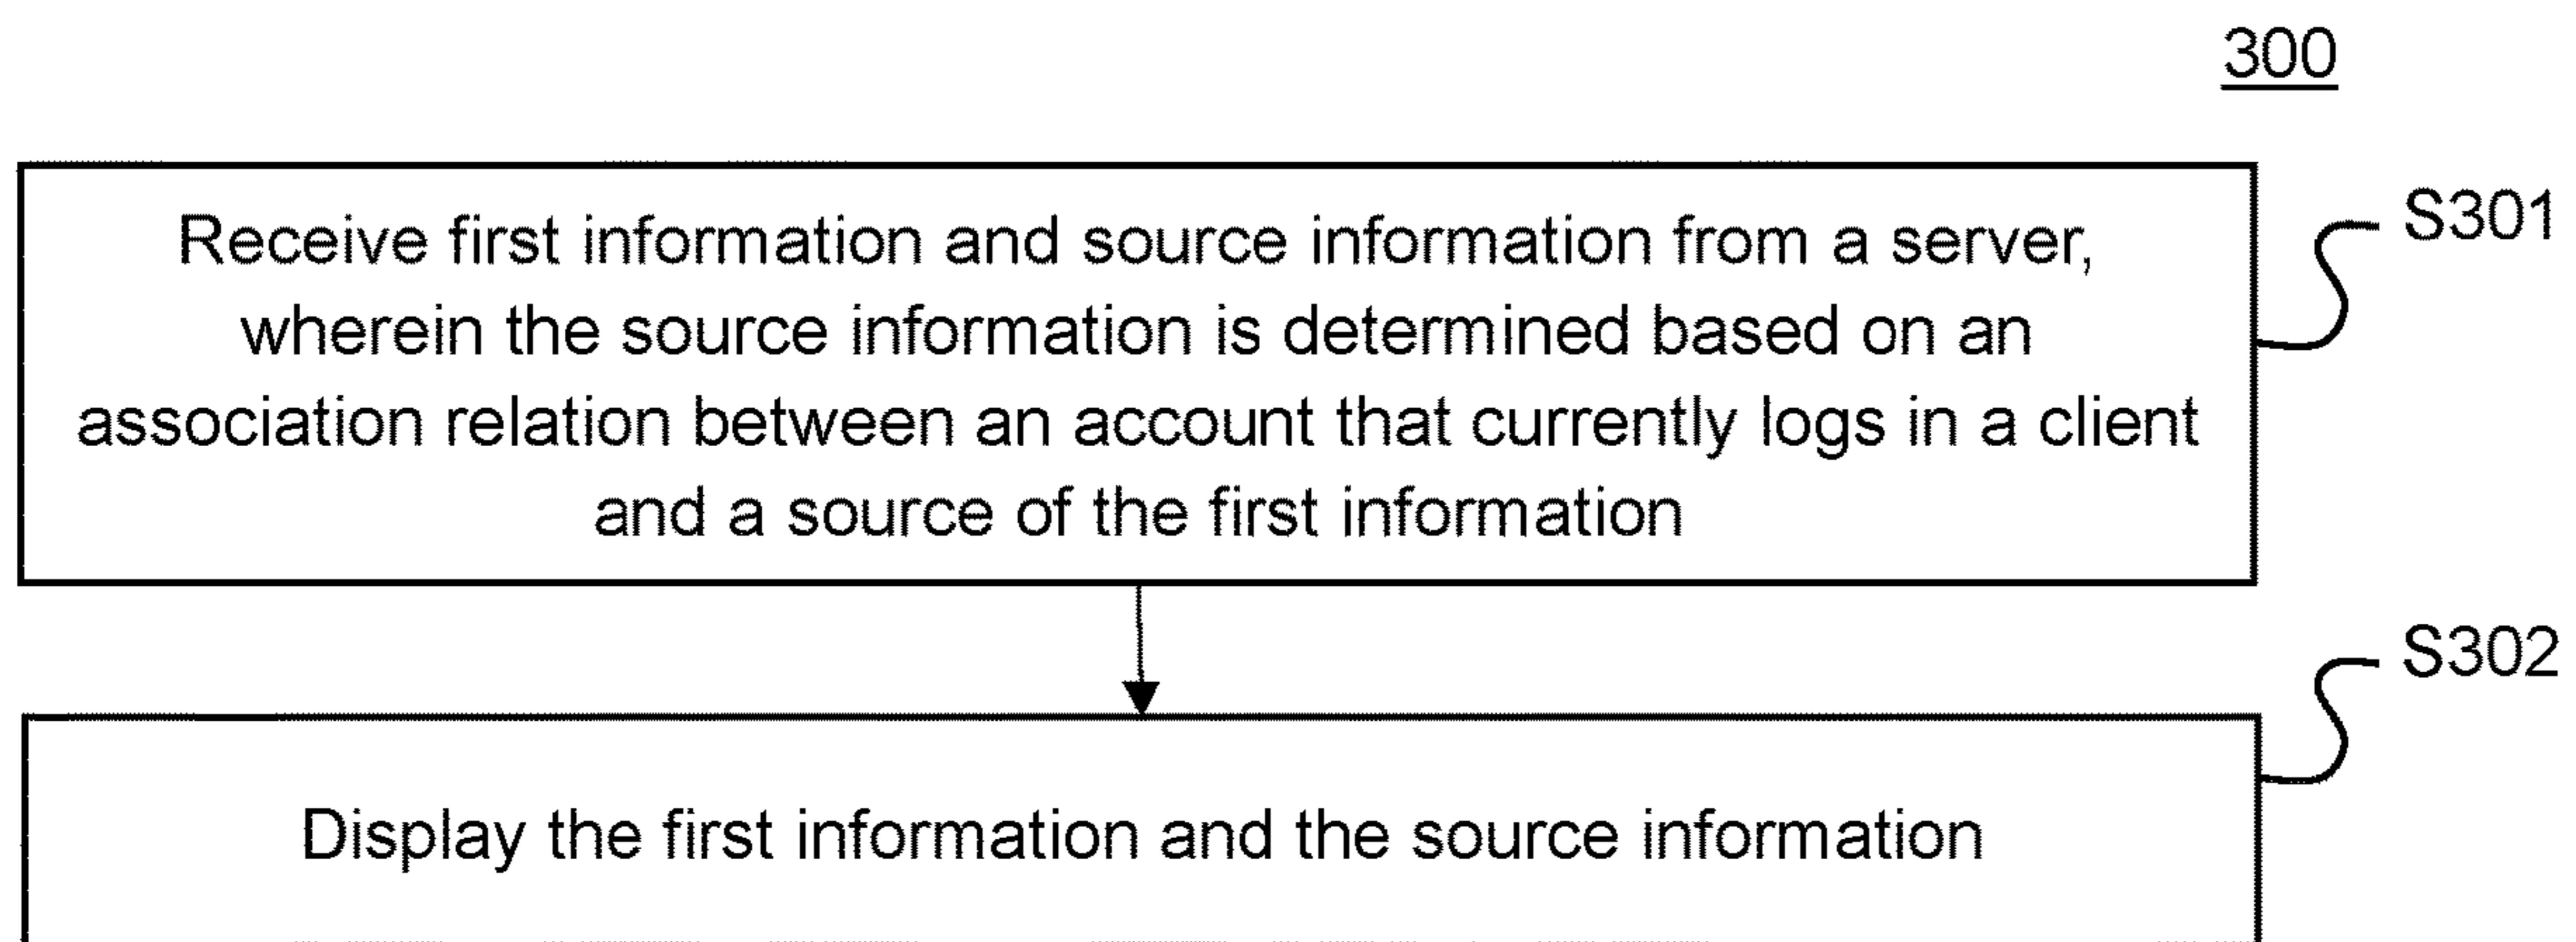 300
Receive first information and source information from a server,
S301
wherein the source information is determined based on an
association relation between an account that currently logs in a client
and a source of the first information
S302
Display the first information and the source information